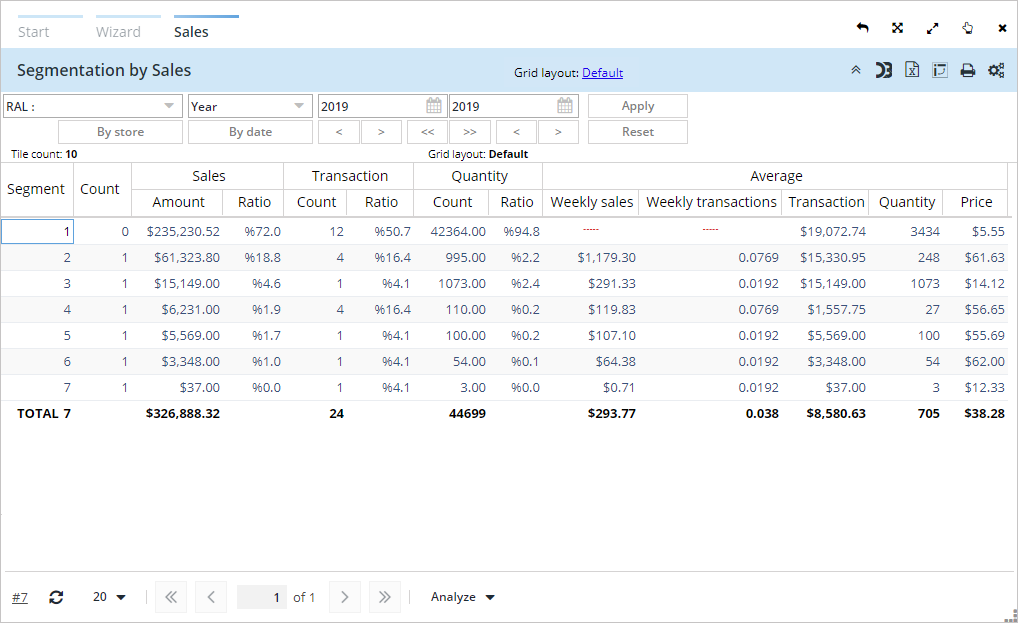 Start Wizard Sales
Segmentation by Sales Grid layout: Default
RAL : Year 2019 2019 Apply
By store By date < > << >> < > Reset
Tile count: 10 Grid layout: Default
Segment Count Sales Transaction Quantity Average
Amount Ratio Count Ratio Count Ratio Weekly sales Weekly transactions Transaction Quantity Price
1 0 $235,230.52 %72.0 12 %50.7 42364.00 %94.8 ----- ----- $19,072.74 3434 $5.55
2 1 $61,323.80 %18.8 4 %16.4 995.00 %2.2 $1,179.30 0.0769 $15,330.95 248 $61.63
3 1 $15,149.00 %4.6 1 %4.1 1073.00 %2.4 $291.33 0.0192 $15,149.00 1073 $14.12
4 1 $6,231.00 %1.9 4 %16.4 110.00 %0.2 $119.83 0.0769 $1,557.75 27 $56.65
5 1 $5,569.00 %1.7 1 %4.1 100.00 %0.2 $107.10 0.0192 $5,569.00 100 $55.69
6 1 $3,348.00 %1.0 1 %4.1 54.00 %0.1 $64.38 0.0192 $3,348.00 54 $62.00
7 1 $37.00 %0.0 1 %4.1 3.00 %0.0 $0.71 0.0192 $37.00 3 $12.33
TOTAL 7 $326,888.32 24 44699 $293.77 0.038 $8,580.63 705 $38.28
#7 20 1 of 1 Analyze